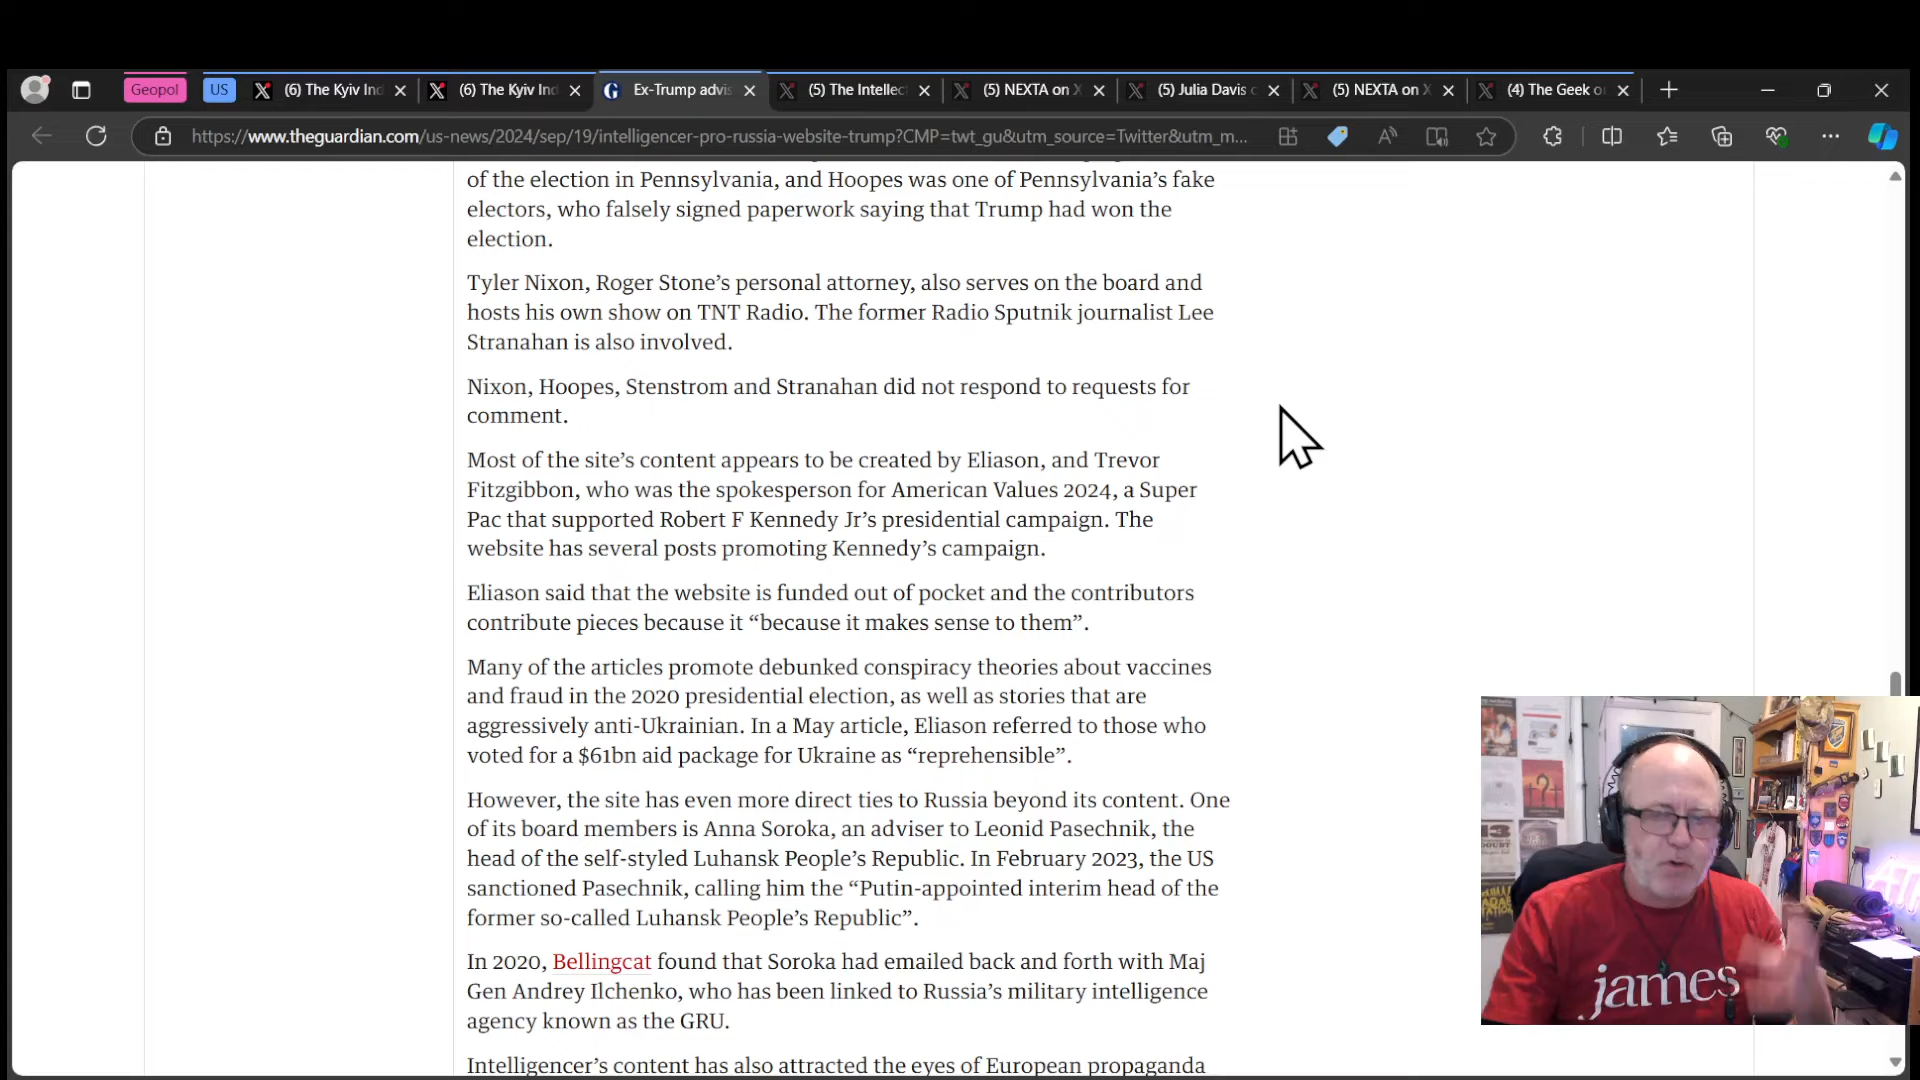 Geopol
US
(6) The Kyiv Ind
(6) The Kyiv Ind
Ex-Trump advis
(5) The Intellec
(5) NEXTA on X
(5) Julia Davis
(5) NEXTA on X
(4) The Geek o
https://www.theguardian.com/us-news/2024/sep/19/intelligencer-pro-russia-website-trump?CMP=twt_gu&utm_source=Twitter&utm_m...
of the election in Pennsylvania, and Hoopes was one of Pennsylvania’s fake
electors, who falsely signed paperwork saying that Trump had won the
election.
Tyler Nixon, Roger Stone’s personal attorney, also serves on the board and
hosts his own show on TNT Radio. The former Radio Sputnik journalist Lee
Stranahan is also involved.
Nixon, Hoopes, Stenstrom and Stranahan did not respond to requests for
comment.
Most of the site’s content appears to be created by Eliason, and Trevor
Fitzgibbon, who was the spokesperson for American Values 2024, a Super
Pac that supported Robert F Kennedy Jr’s presidential campaign. The
website has several posts promoting Kennedy’s campaign.
Eliason said that the website is funded out of pocket and the contributors
contribute pieces because it “because it makes sense to them”.
Many of the articles promote debunked conspiracy theories about vaccines
and fraud in the 2020 presidential election, as well as stories that are
aggressively anti-Ukrainian. In a May article, Eliason referred to those who
voted for a $61bn aid package for Ukraine as “reprehensible”.
However, the site has even more direct ties to Russia beyond its content. One
of its board members is Anna Soroka, an adviser to Leonid Pasechnik, the
head of the self-styled Luhansk People’s Republic. In February 2023, the US
sanctioned Pasechnik, calling him the “Putin-appointed interim head of the
former so-called Luhansk People’s Republic”.
In 2020, Bellingcat found that Soroka had emailed back and forth with Maj
Gen Andrey Ilchenko, who has been linked to Russia’s military intelligence
agency known as the GRU.
Intelligencer’s content has also attracted the eyes of European propaganda
james